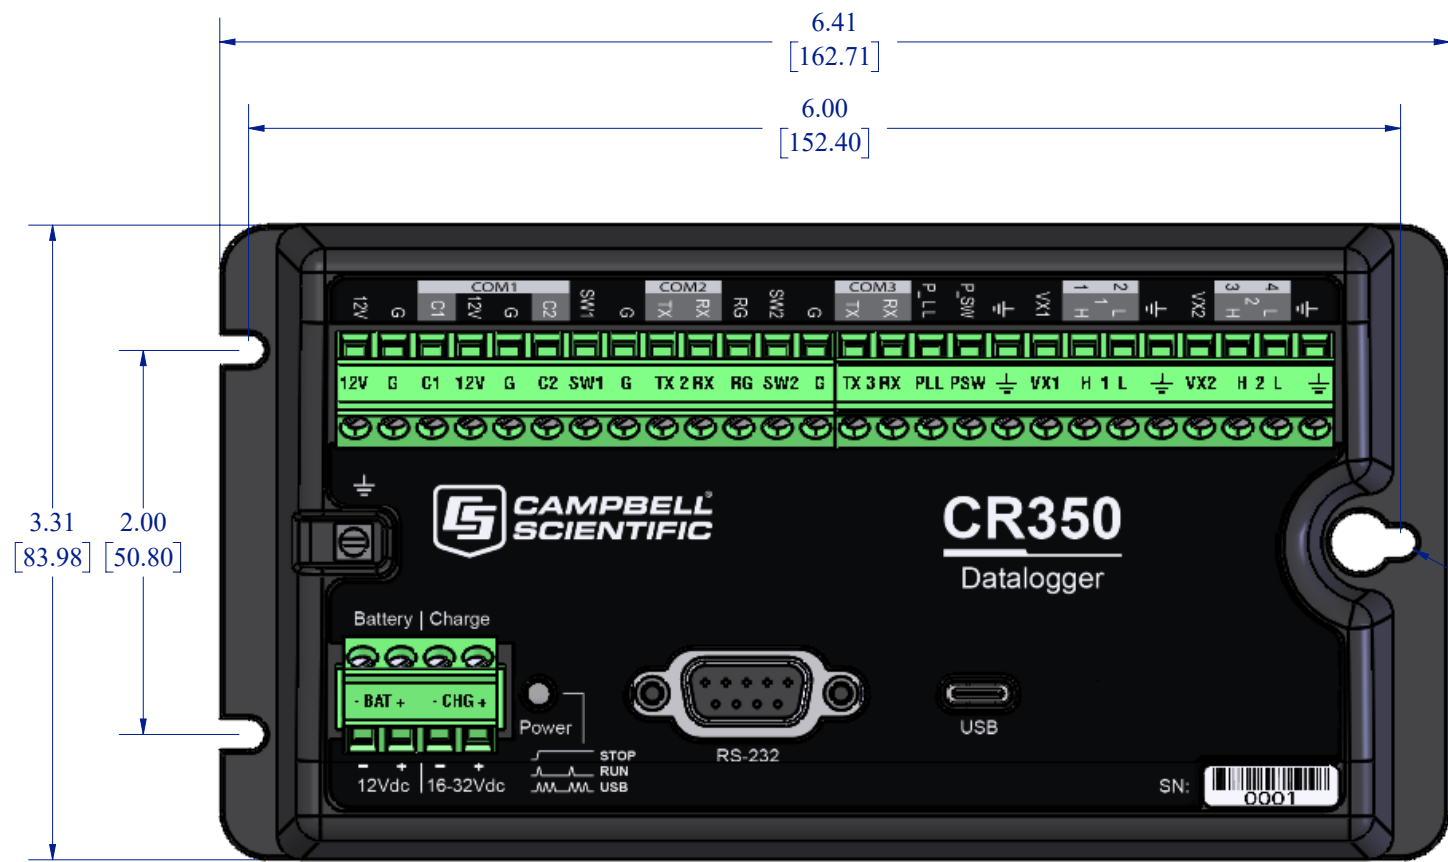 6.41
[162.71]
6.00
[152.40]
COM1 COM2 COM3 1 2 3 4
12V G C1 12V G C2 SW1 G TX RX RG SW2 G TX RX P_LL P_SW VX1 H 1 L VX2 H 2 L
12V G C1 12V G C2 SW1 G TX 2 RX RG SW2 G TX 3 RX PLL PSW VX1 H 1 L VX2 H 2 L
3.31
[83.98]
2.00
[50.80]
CAMPBELL®
SCIENTIFIC
CR350
Datalogger
Battery | Charge
- BAT + - CHG +
Power
USB
RS-232
STOP
RUN
USB
- + - +
12Vdc | 16-32Vdc
SN:
0001